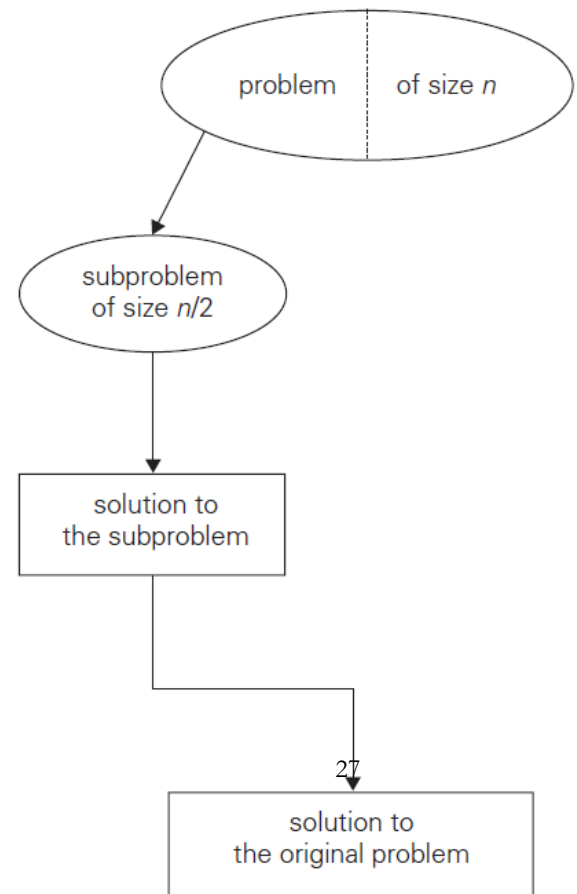 problem of size n
subproblem
of size n/2
solution to
the subproblem
27
solution to
the original problem